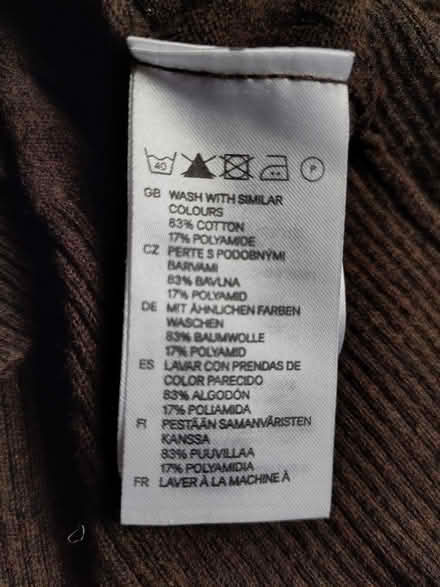 40 P
GB WASH WITH SIMILAR
COLOURS
83% COTTON
17% POLYAMIDE
CZ PERTE S PODOBNÝMI
BARVAMI
83% BAVLNA
17% POLYAMID
DE MIT ÄHNLICHEN FARBEN
WASCHEN
83% BAUMWOLLE
17% POLYAMID
ES LAVAR CON PRENDAS DE
COLOR PARECIDO
83% ALGODÓN
17% POLIAMIDA
FI PESTÄÄN SAMANVÄRISTEN
KANSSA
83% PUUVILLAA
17% POLYAMIDIA
FR LAVER À LA MACHINE À